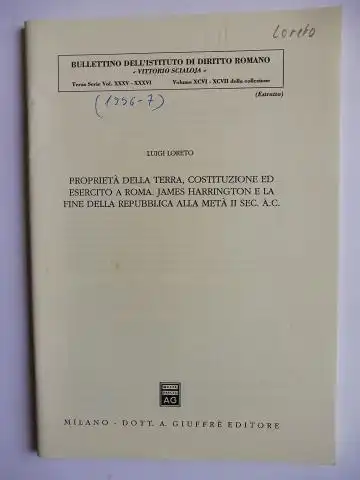 Loreto
BULLETTINO DELL'ISTITUTO DI DIRITTO ROMANO
« VITTORIO SCIALOJA »
Terza Serie Vol. XXXV - XXXVI Volume XCVI - XCVII della collezione
(1996-7) (Estratto)
LUIGI LORETO
PROPRIETÀ DELLA TERRA, COSTITUZIONE ED
ESERCITO A ROMA. JAMES HARRINGTON E LA
FINE DELLA REPUBBLICA ALLA METÀ II SEC. A.C.
AG
MILANO - DOTT. A. GIUFFRÈ EDITORE